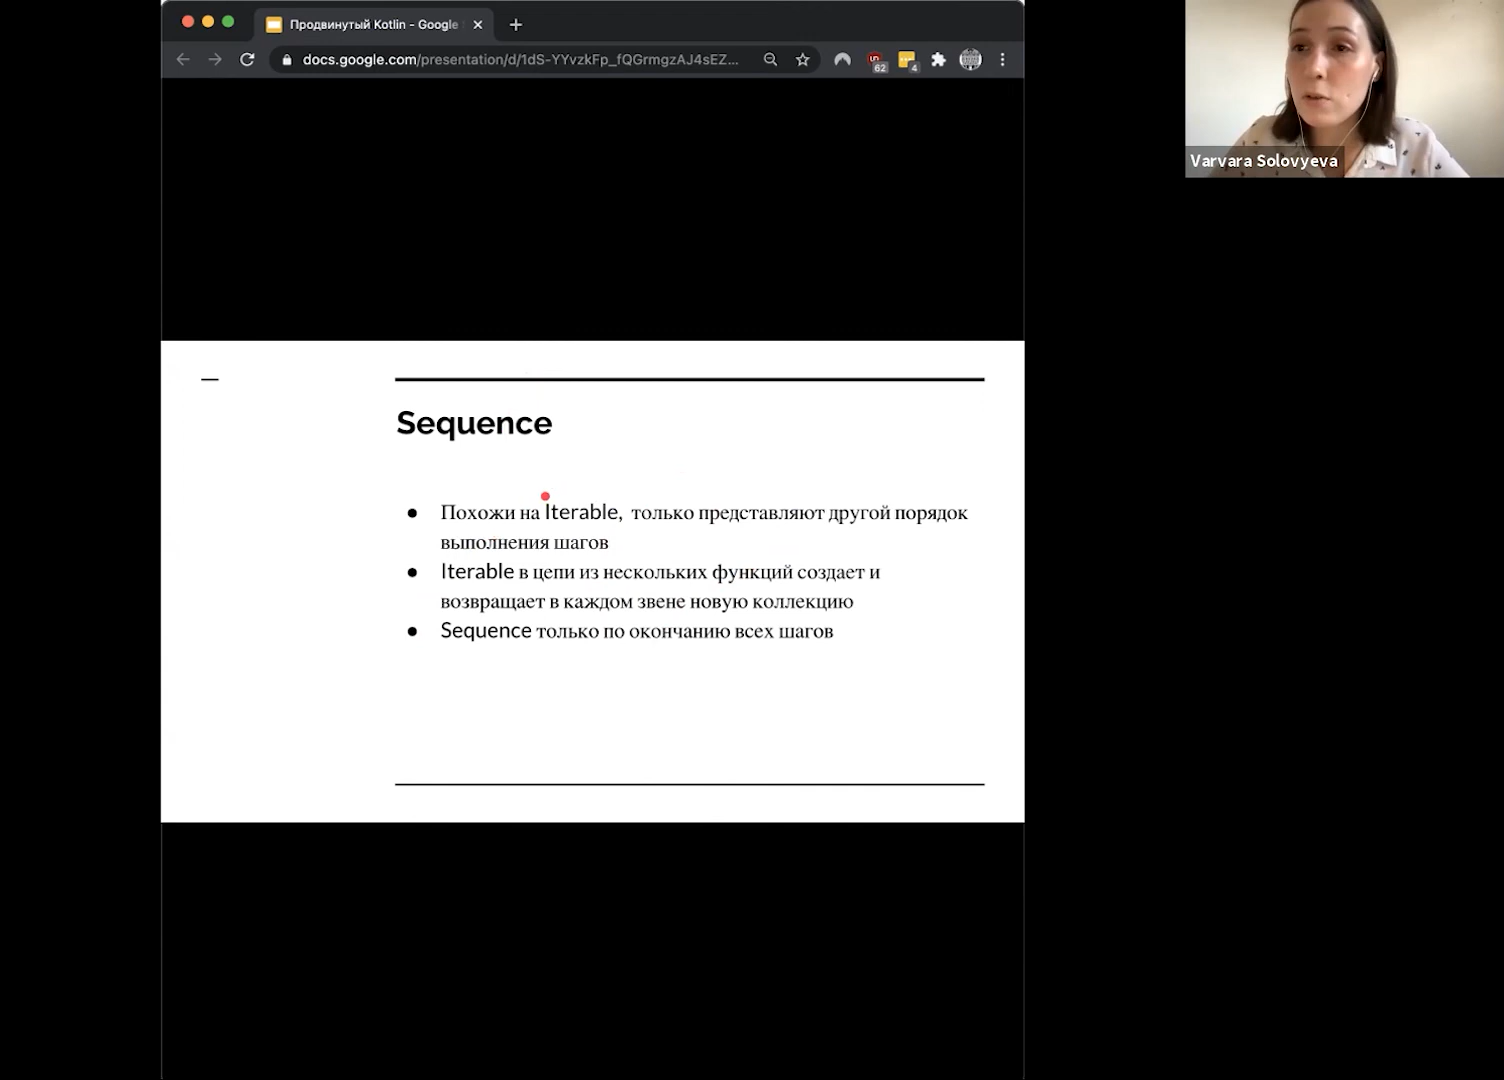 Продвинутый Kotlin - Google
docs.google.com/presentation/d/1dS-YYvzkFp_fQGrmgzAJ4sEZ...
62
4
Varvara Solovyeva
Sequence
● Похожи на Iterable, только представляют другой порядок
выполнения шагов
● Iterable в цепи из нескольких функций создает и
возвращает в каждом звене новую коллекцию
● Sequence только по окончанию всех шагов